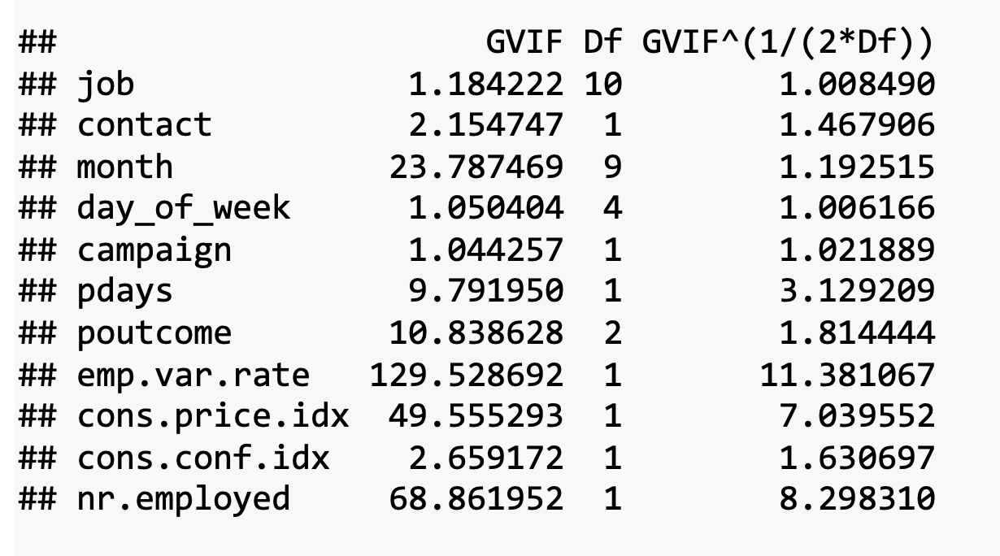 ##                    GVIF Df GVIF^(1/(2*Df))
## job            1.184222 10        1.008490
## contact        2.154747  1        1.467906
## month         23.787469  9        1.192515
## day_of_week    1.050404  4        1.006166
## campaign       1.044257  1        1.021889
## pdays          9.791950  1        3.129209
## poutcome      10.838628  2        1.814444
## emp.var.rate 129.528692  1       11.381067
## cons.price.idx  49.555293  1        7.039552
## cons.conf.idx   2.659172  1        1.630697
## nr.employed   68.861952  1        8.298310